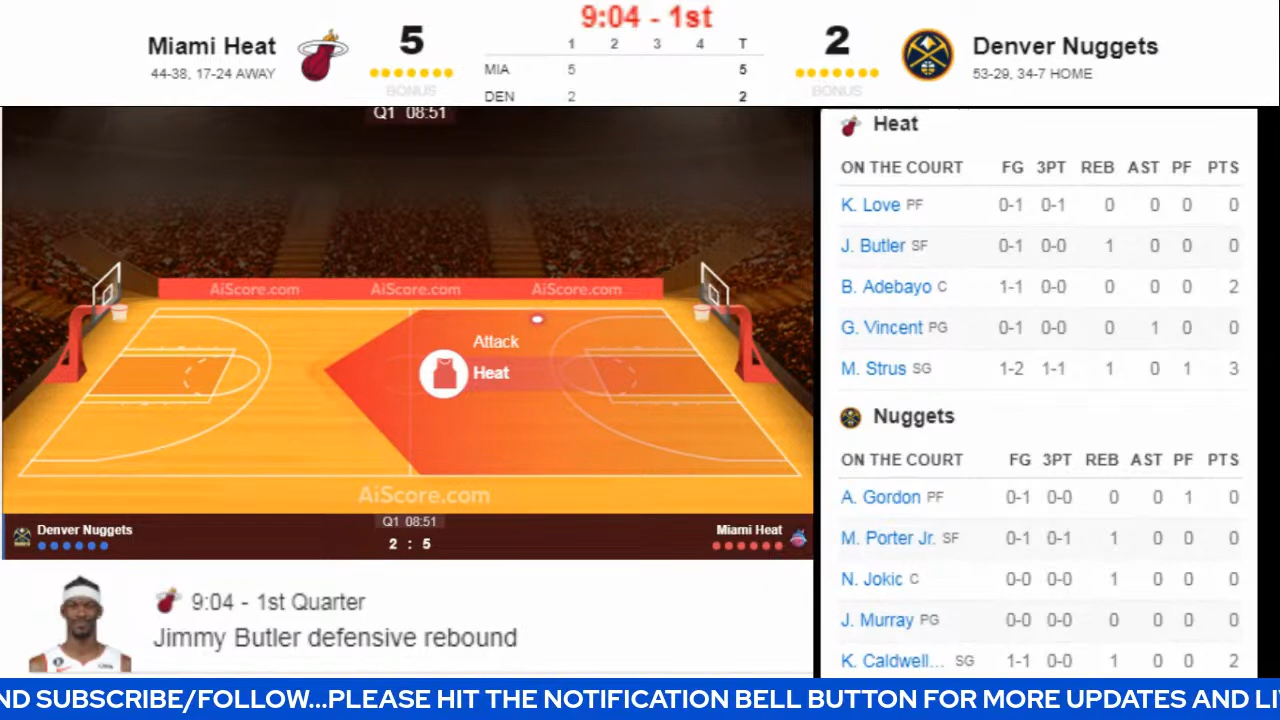 9:04 - 1st
Miami Heat
44-38, 17-24 AWAY
5
BONUS
1 2 3 4 T
MIA 5 5
DEN 2 2
2
BONUS
Denver Nuggets
53-29, 34-7 HOME
Q1 08:51
AiScore.com AiScore.com AiScore.com
Attack
Heat
AiScore.com
Denver Nuggets
Q1 08:51
2 : 5
Miami Heat
9:04 - 1st Quarter
Jimmy Butler defensive rebound
Heat
ON THE COURT FG 3PT REB AST PF PTS
K. Love PF 0-1 0-1 0 0 0 0
J. Butler SF 0-1 0-0 1 0 0 0
B. Adebayo C 1-1 0-0 0 0 0 2
G. Vincent PG 0-1 0-0 0 1 0 0
M. Strus SG 1-2 1-1 1 0 1 3
Nuggets
ON THE COURT FG 3PT REB AST PF PTS
A. Gordon PF 0-1 0-0 0 0 1 0
M. Porter Jr. SF 0-1 0-1 1 0 0 0
N. Jokic C 0-0 0-0 1 0 0 0
J. Murray PG 0-0 0-0 0 0 0 0
K. Caldwell... SG 1-1 0-0 1 0 0 2
ND SUBSCRIBE/FOLLOW...PLEASE HIT THE NOTIFICATION BELL BUTTON FOR MORE UPDATES AND LI